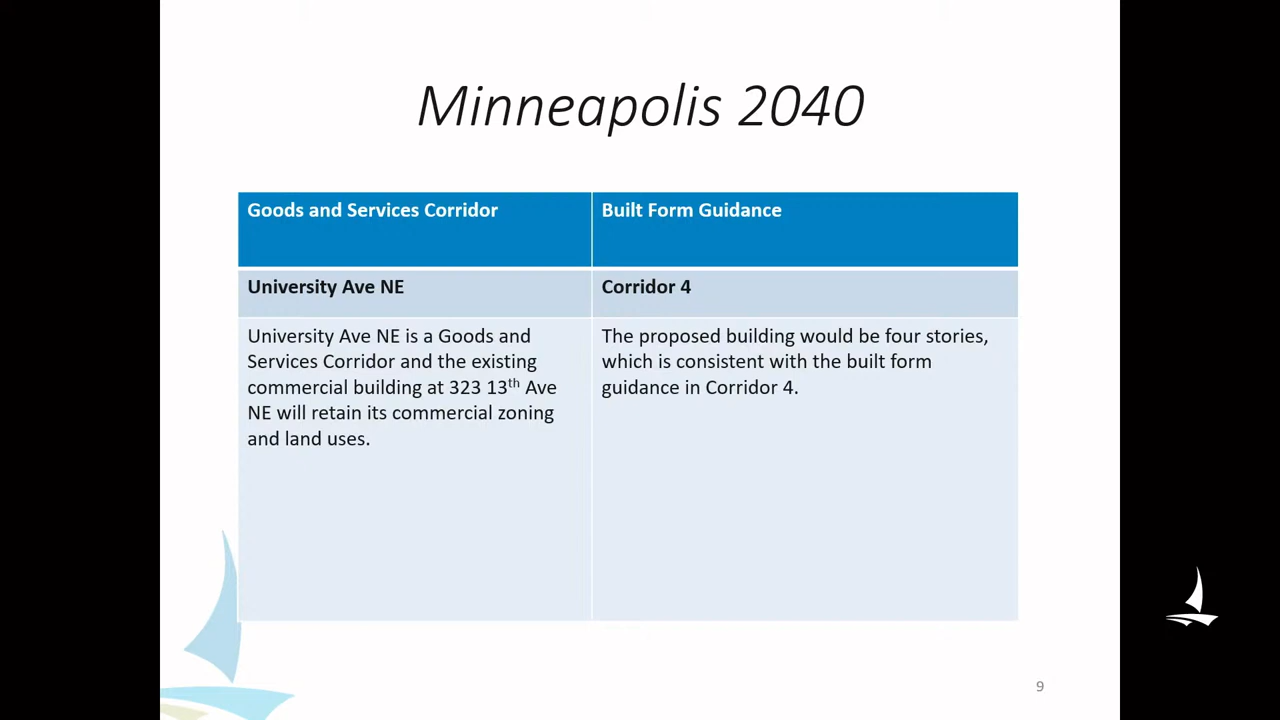 Minneapolis 2040
Goods and Services Corridor
Built Form Guidance
University Ave NE
Corridor 4
University Ave NE is a Goods and
Services Corridor and the existing
commercial building at 323 13th Ave
NE will retain its commercial zoning
and land uses.
The proposed building would be four stories,
which is consistent with the built form
guidance in Corridor 4.
9